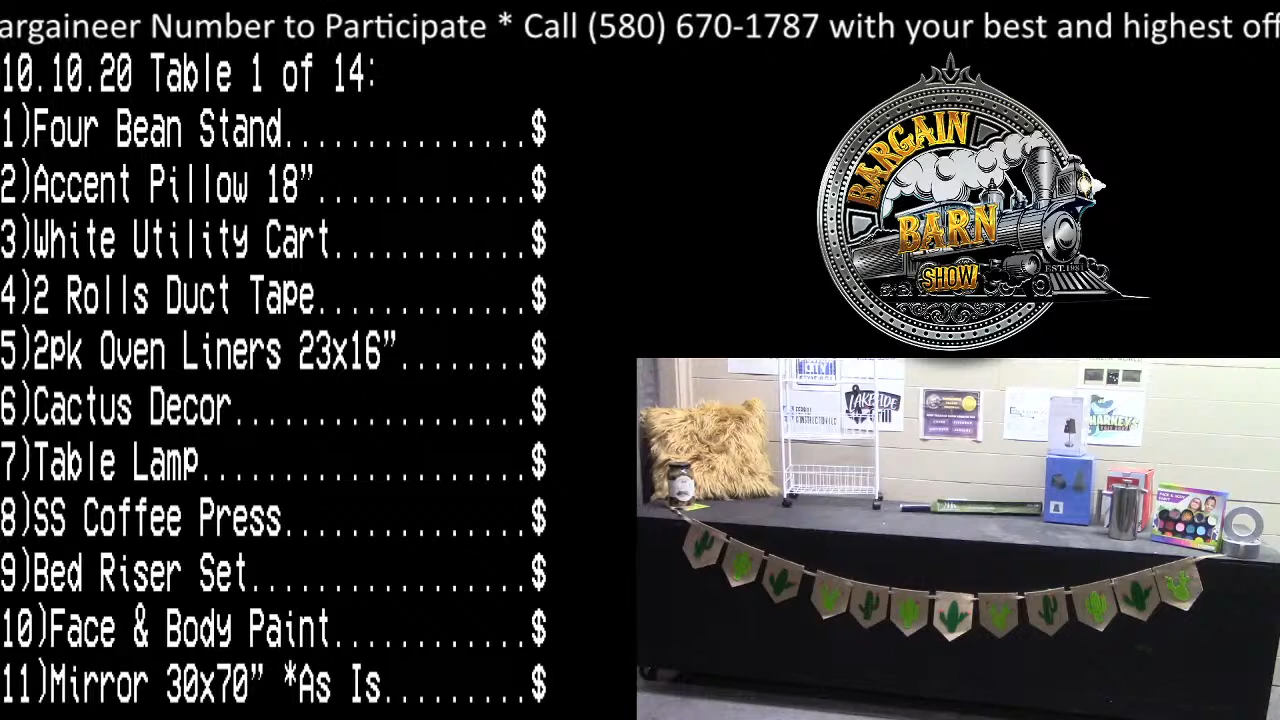 argaineer Number to Participate * Call (580) 670-1787 with your best and highest off
10.10.20 Table 1 of 14:
1)Four Bean Stand...............$
2)Accent Pillow 18”.............$
3)White Utility Cart............$
4)2 Rolls Duct Tape.............$
5)2pk Oven Liners 23x16”........$
6)Cactus Decor..................$
7)Table Lamp....................$
8)SS Coffee Press...............$
9)Bed Riser Set.................$
10)Face & Body Paint............$
11)Mirror 30x70” *As Is.........$
BARGAIN
BARN
SHOW
LAKESIDE
FACE & BODY
PAINT